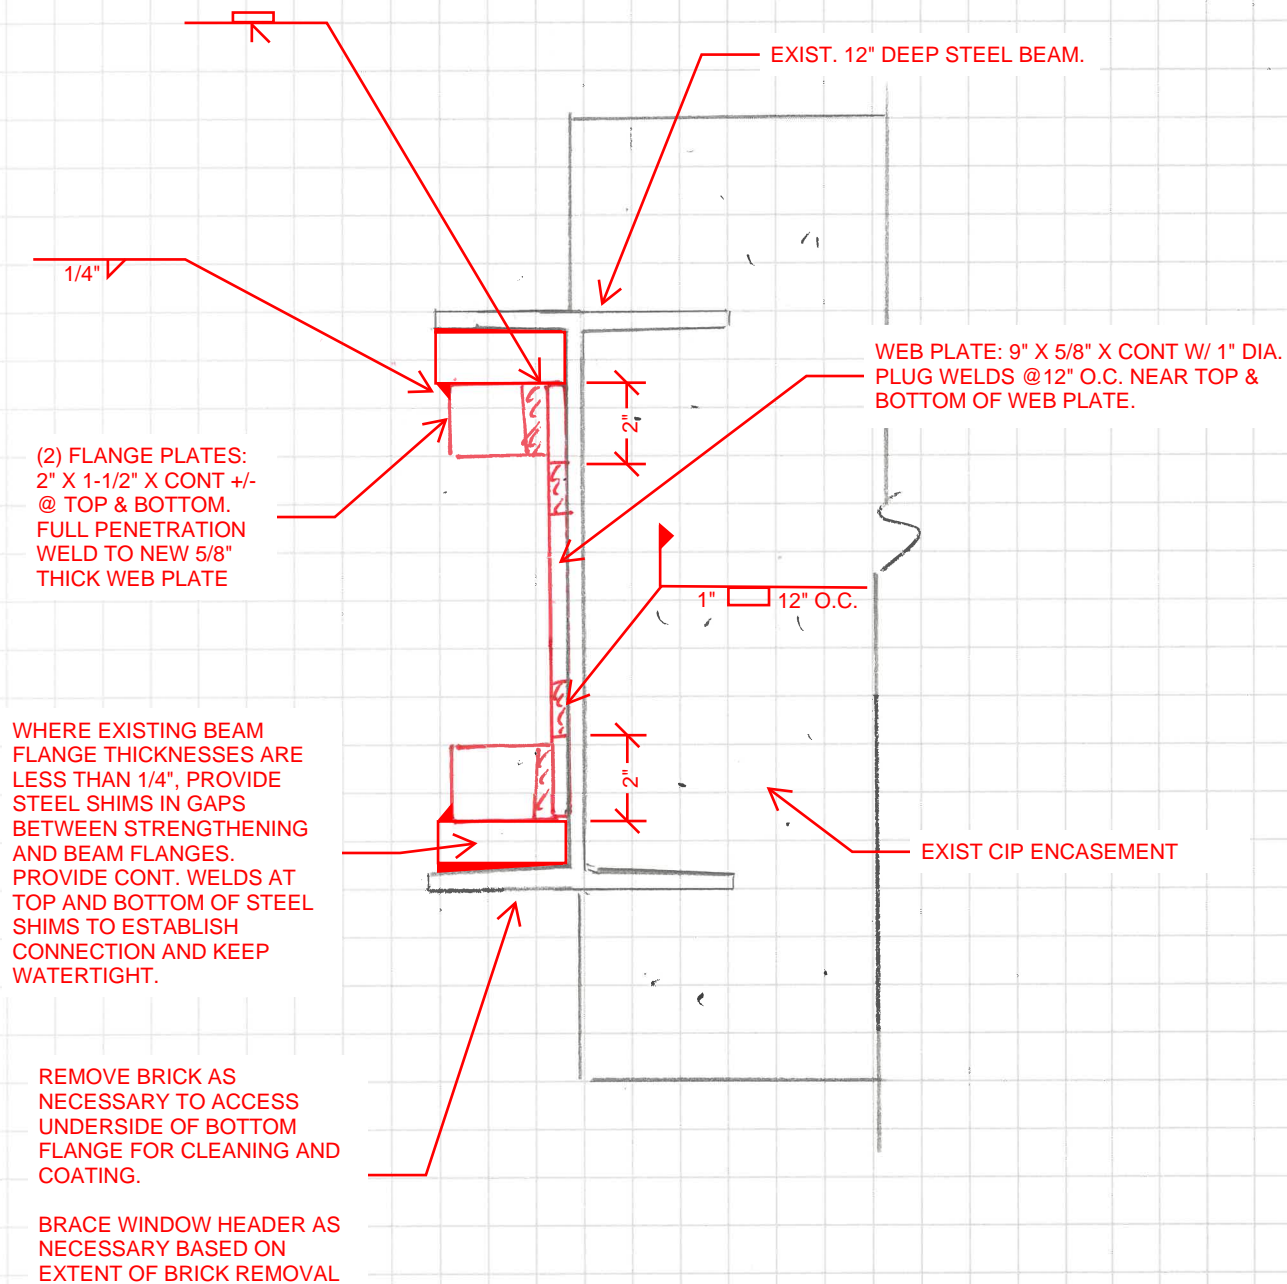 EXIST. 12" DEEP STEEL BEAM.
1/4"
WEB PLATE: 9" X 5/8" X CONT W/ 1" DIA.
PLUG WELDS @12" O.C. NEAR TOP &
BOTTOM OF WEB PLATE.
2"
(2) FLANGE PLATES:
2" X 1-1/2" X CONT +/-
@ TOP & BOTTOM.
FULL PENETRATION
WELD TO NEW 5/8"
THICK WEB PLATE
1" 12" O.C.
WHERE EXISTING BEAM
FLANGE THICKNESSES ARE
LESS THAN 1/4", PROVIDE
STEEL SHIMS IN GAPS
BETWEEN STRENGTHENING
AND BEAM FLANGES.
PROVIDE CONT. WELDS AT
TOP AND BOTTOM OF STEEL
SHIMS TO ESTABLISH
CONNECTION AND KEEP
WATERTIGHT.
2"
EXIST CIP ENCASEMENT
REMOVE BRICK AS
NECESSARY TO ACCESS
UNDERSIDE OF BOTTOM
FLANGE FOR CLEANING AND
COATING.
BRACE WINDOW HEADER AS
NECESSARY BASED ON
EXTENT OF BRICK REMOVAL